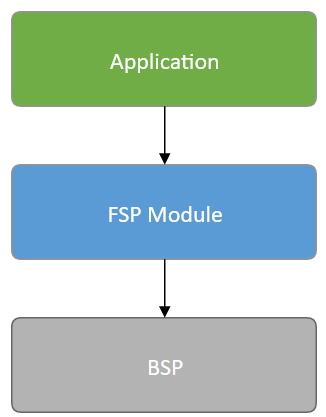 Application
FSP Module
BSP